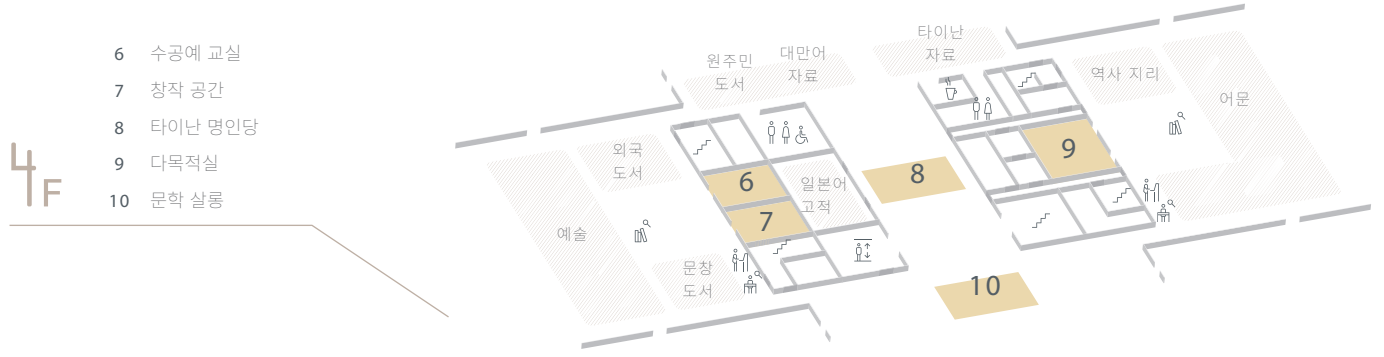 4F
6 수공예 교실
7 창작 공간
8 타이난 명인당
9 다목적실
10 문학 살롱
타이난
자료
원주민
도서
대만어
자료
역사 지리
어문
외국
도서
일본어
고적
예술
문창
도서
6
7
8
9
10